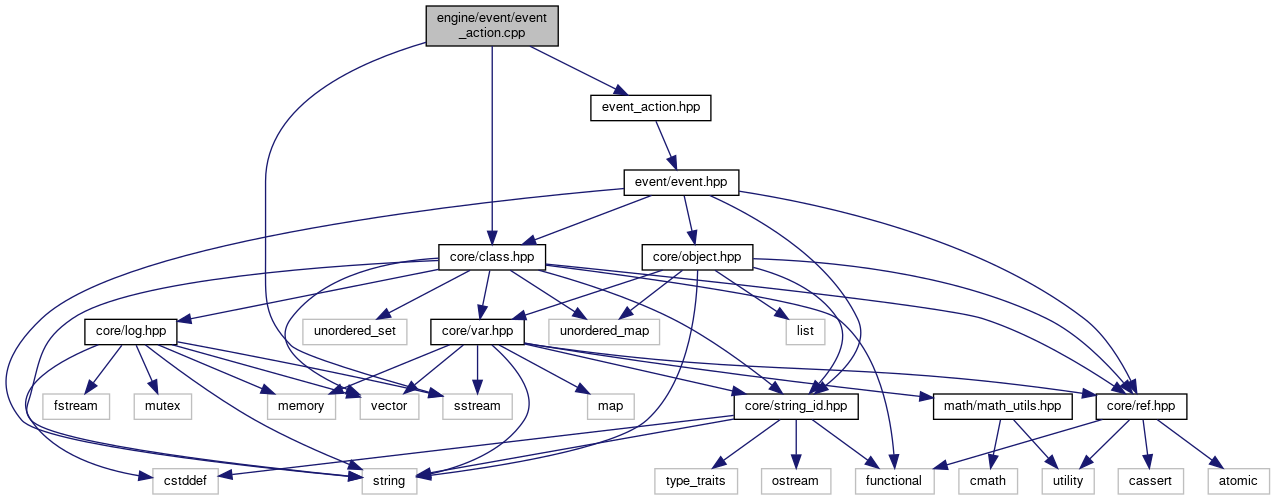 engine/event/event
_action.cpp
event_action.hpp
event/event.hpp
core/class.hpp
core/object.hpp
core/log.hpp
unordered_set
core/var.hpp
unordered_map
list
fstream
mutex
memory
vector
sstream
map
core/string_id.hpp
math/math_utils.hpp
core/ref.hpp
cstddef
string
type_traits
ostream
functional
cmath
utility
cassert
atomic